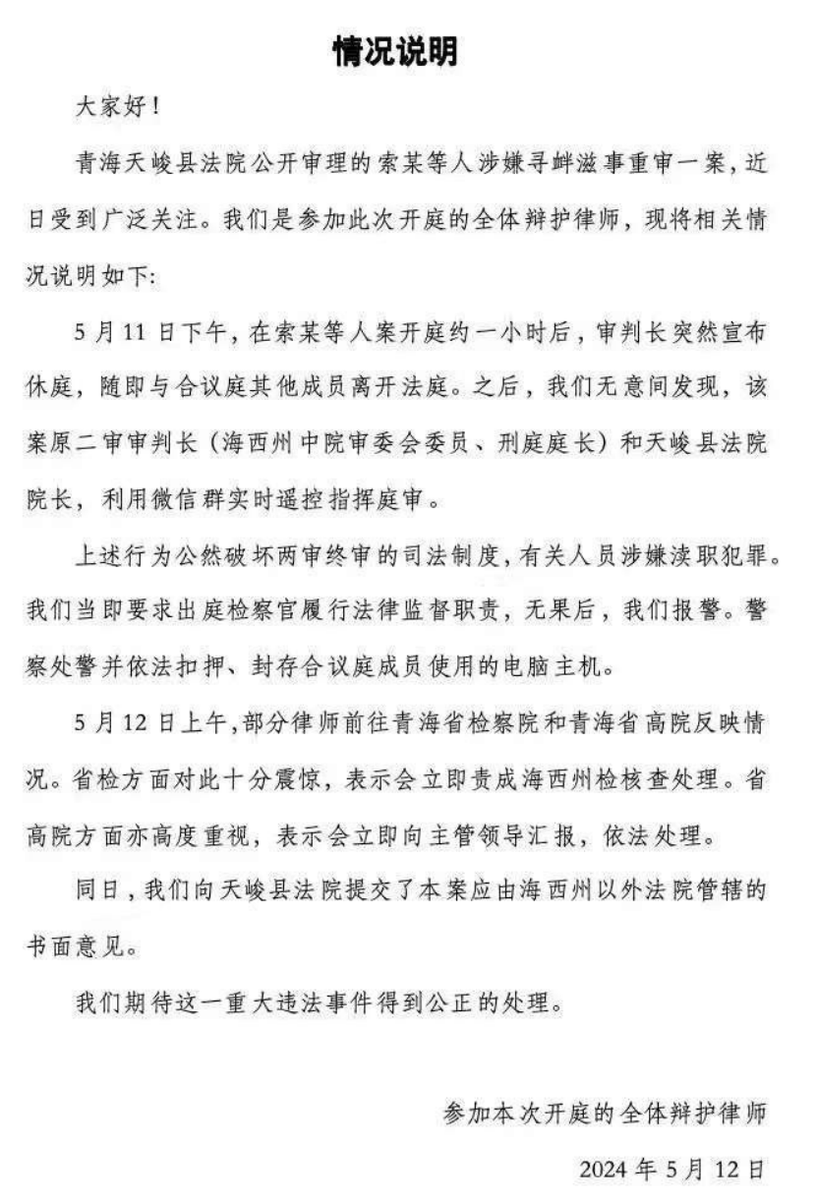 情况说明
大家好！
青海天峻县法院公开审理的索某等人涉嫌寻衅滋事重审一案，近
日受到广泛关注。我们是参加此次开庭的全体辩护律师，现将相关情
况说明如下：
5 月 11 日下午，在索某等人案开庭约一小时后，审判长突然宣布
休庭，随即与合议庭其他成员离开法庭。之后，我们无意间发现，该
案原二审审判长（海西州中院审委会委员、刑庭庭长）和天峻县法院
院长，利用微信群实时遥控指挥庭审。
上述行为公然破坏两审终审的司法制度，有关人员涉嫌渎职犯罪。
我们当即要求出庭检察官履行法律监督职责，无果后，我们报警。警
察处警并依法扣押、封存合议庭成员使用的电脑主机。
5 月 12 日上午，部分律师前往青海省检察院和青海省高院反映情
况。省检方面对此十分震惊，表示会立即责成海西州检核查处理。省
高院方面亦高度重视，表示会立即向主管领导汇报，依法处理。
同日，我们向天峻县法院提交了本案应由海西州以外法院管辖的
书面意见。
我们期待这一重大违法事件得到公正的处理。
参加本次开庭的全体辩护律师
2024 年 5 月 12 日